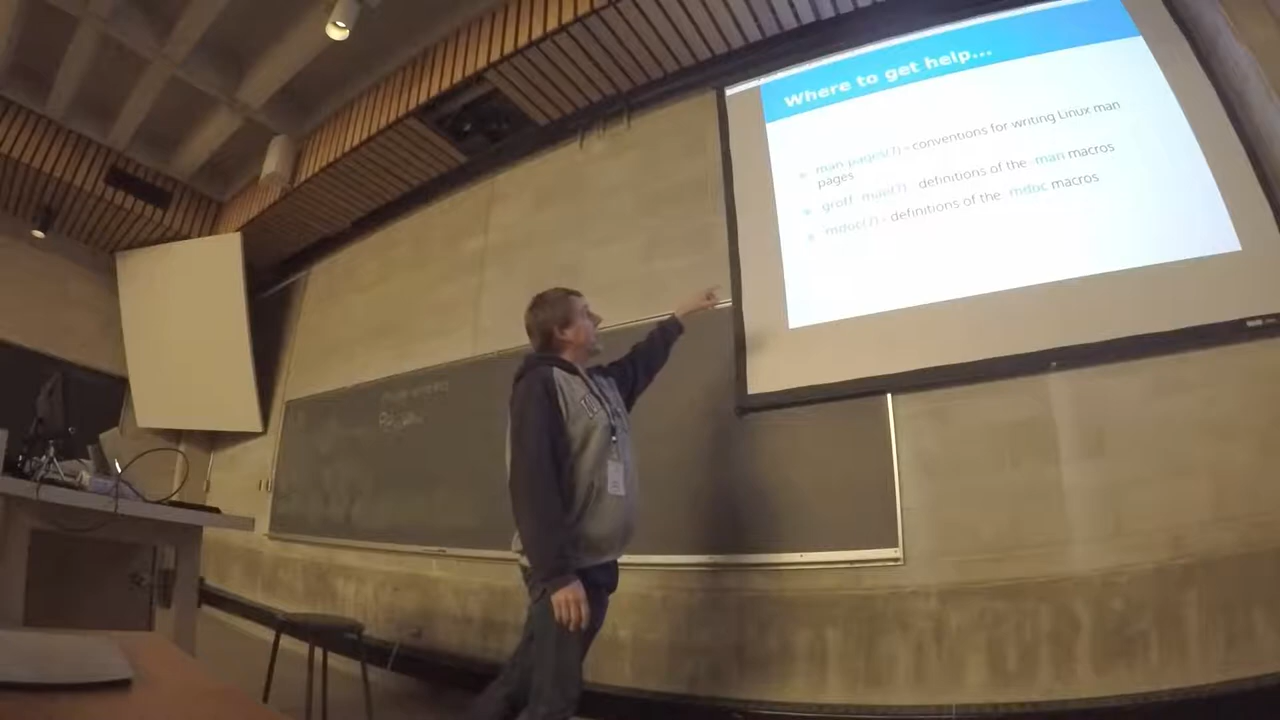 Where to get help...
man-pages(7) - conventions for writing Linux man
pages
groff_man(7) - definitions of the man macros
mdoc(7) - definitions of the mdoc macros